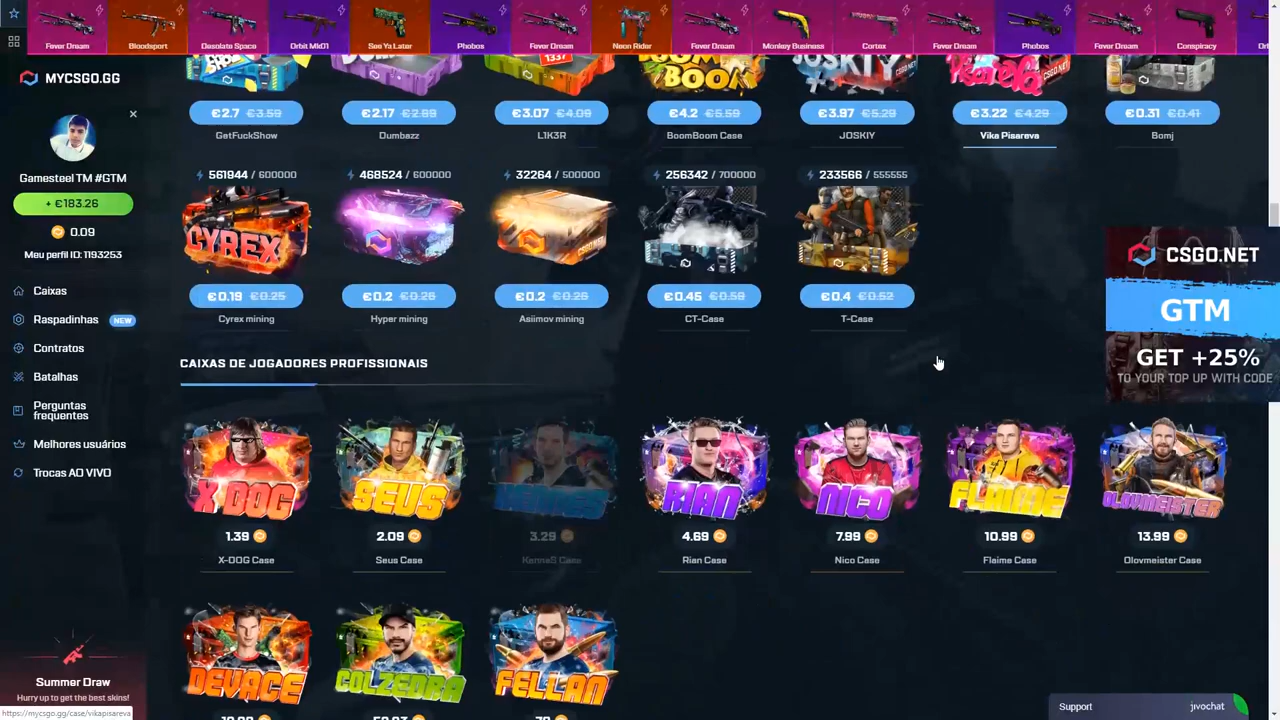 Fever Dream
Bloodsport
Desolate Space
Orbit Mk01
See Ya Later
Phobos
Fever Dream
Neon Rider
Fever Dream
Monkey Business
Cortex
Fever Dream
Phobos
Fever Dream
Conspiracy
MYCSGO.GG
Gamesteel TM #GTM
+ €183.26
0.09
Meu perfil ID: 1193253
Caixas
Raspadinhas NEW
Contratos
Batalhas
Perguntas
frequentes
Melhores usuários
Trocas AO VIVO
Summer Draw
Hurry up to get the best skins!
https://mycsgo.gg/case/vikapisareva
1337
BOOM
BOOK
JOSKIY
€2.7 €3.59
€2.17 €2.89
€3.07 €4.09
€4.2 €5.59
€3.97 €5.29
€3.22 €4.29
€0.31 €0.41
GetFuckShow
Dumbazz
L1K3R
BoomBoom Case
JOSKIY
Vika Pisareva
Bomj
561944 / 600000
468524 / 600000
32264 / 500000
256342 / 700000
233566 / 555555
CYREX
€0.19 €0.25
€0.2 €0.26
€0.2 €0.26
€0.45 €0.59
€0.4 €0.52
Cyrex mining
Hyper mining
Asiimov mining
CT-Case
T-Case
CAIXAS DE JOGADORES PROFISSIONAIS
X-DOG
SEUS
KENNES
RIAN
NICO
FLAIME
OLOVMEISTER
1.39
2.09
3.29
4.69
7.99
10.99
13.99
X-DOG Case
Seus Case
KenneS Case
Rian Case
Nico Case
Flaime Case
Olovmeister Case
DEVACE
COLZEDRA
FELLAN
CSGO.NET
GTM
GET +25%
TO YOUR TOP UP WITH CODE
Support
jivochat